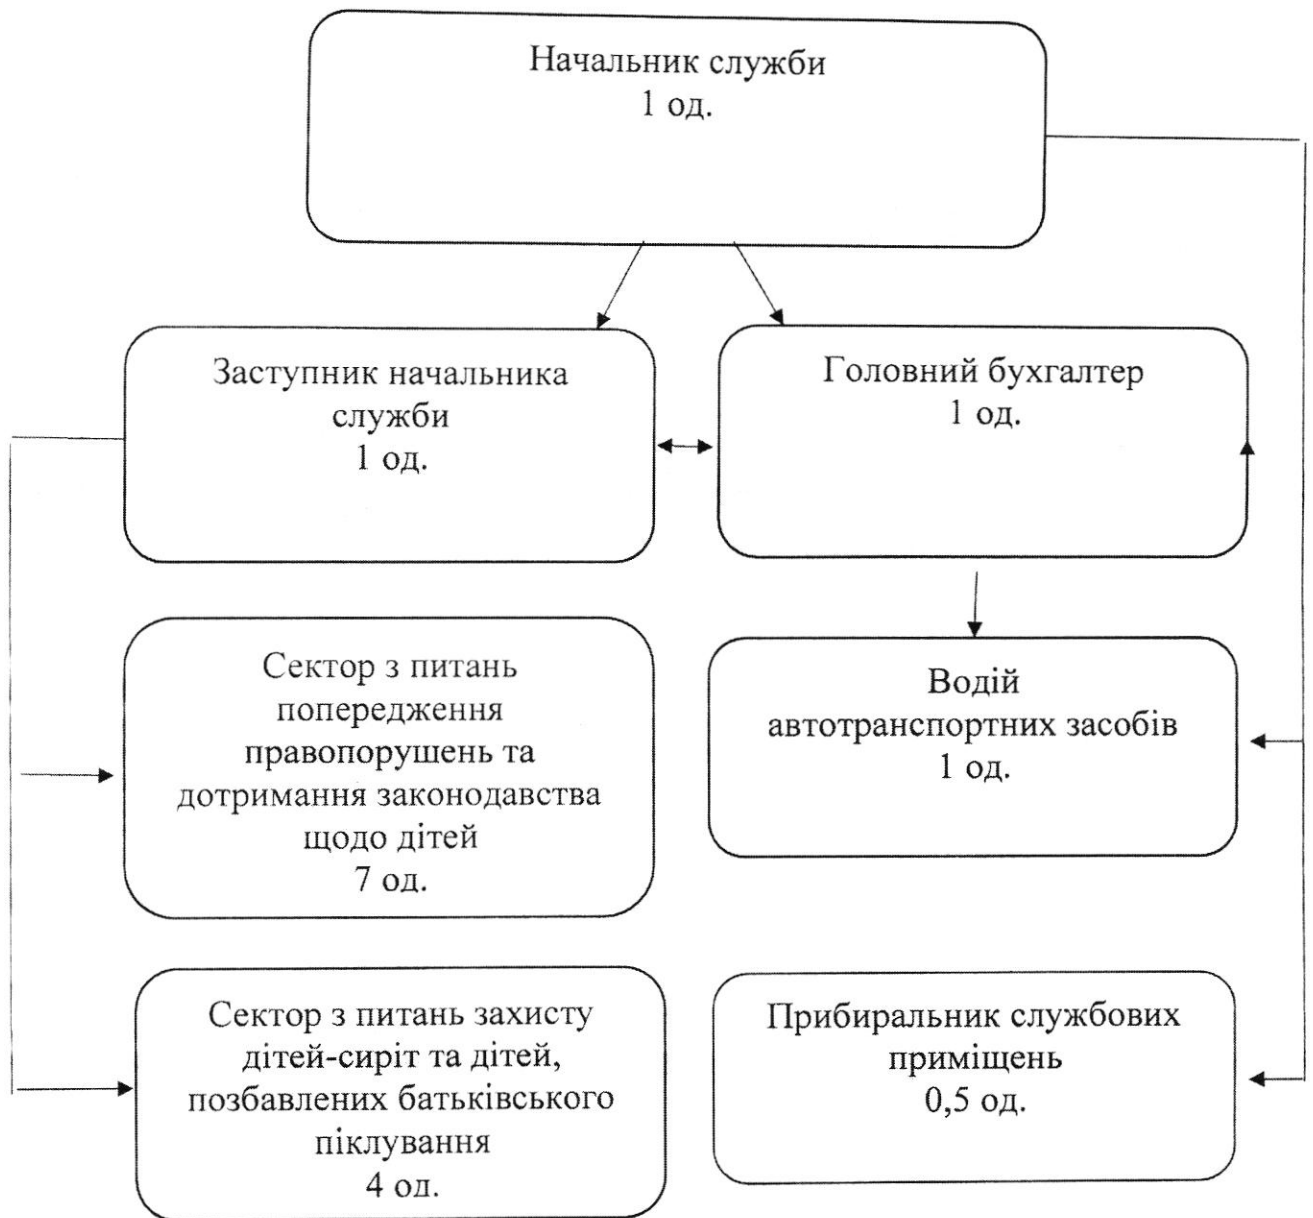 Начальник служби
1 од.
Заступник начальника
служби
1 од.
Головний бухгалтер
1 од.
Сектор з питань
попередження
правопорушень та
дотримання законодавства
щодо дітей
7 од.
Водій
автотранспортних засобів
1 од.
Сектор з питань захисту
дітей-сиріт та дітей,
позбавлених батьківського
піклування
4 од.
Прибиральник службових
приміщень
0,5 од.